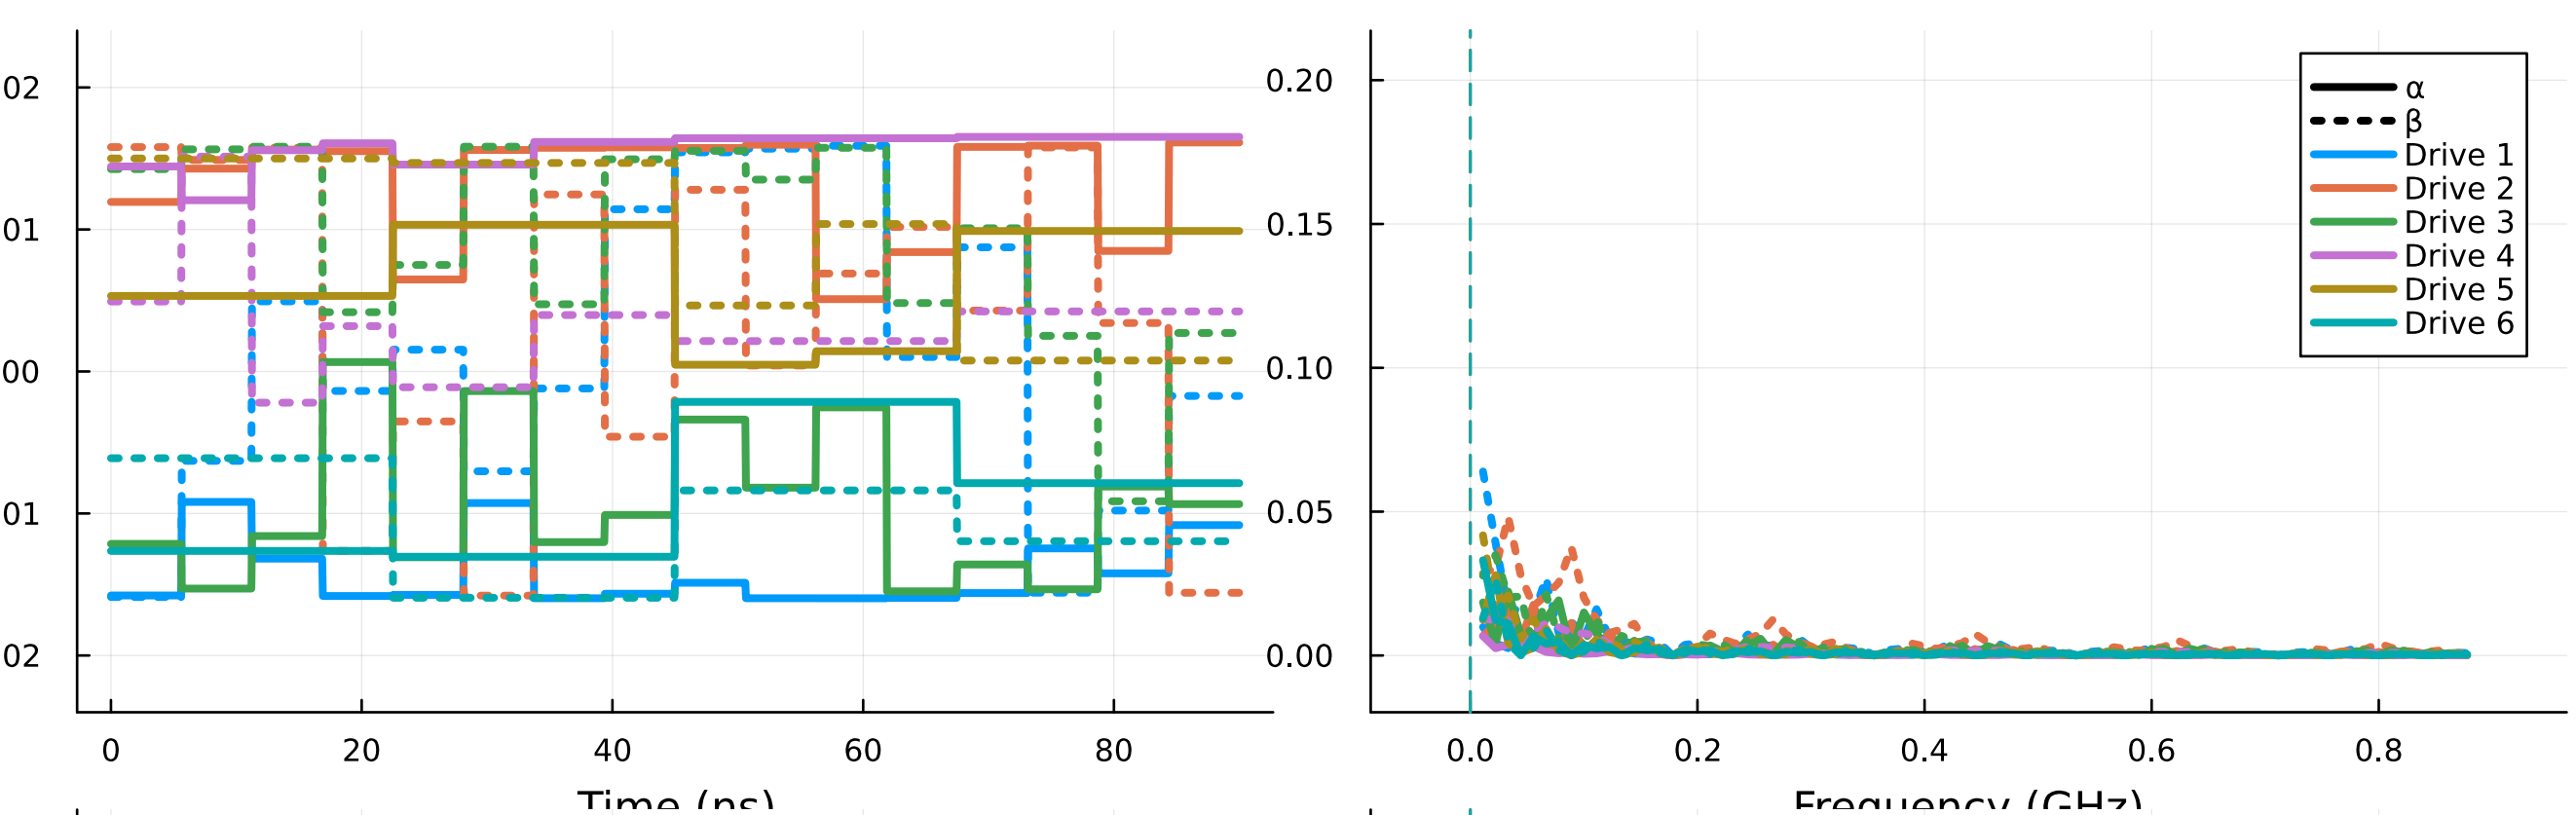 02
01
00
01
02
0
20
40
60
80
Time (ns)
0.20
0.15
0.10
0.05
0.00
0.0
0.2
0.4
0.6
0.8
Frequency (GHz)
α
β
Drive 1
Drive 2
Drive 3
Drive 4
Drive 5
Drive 6